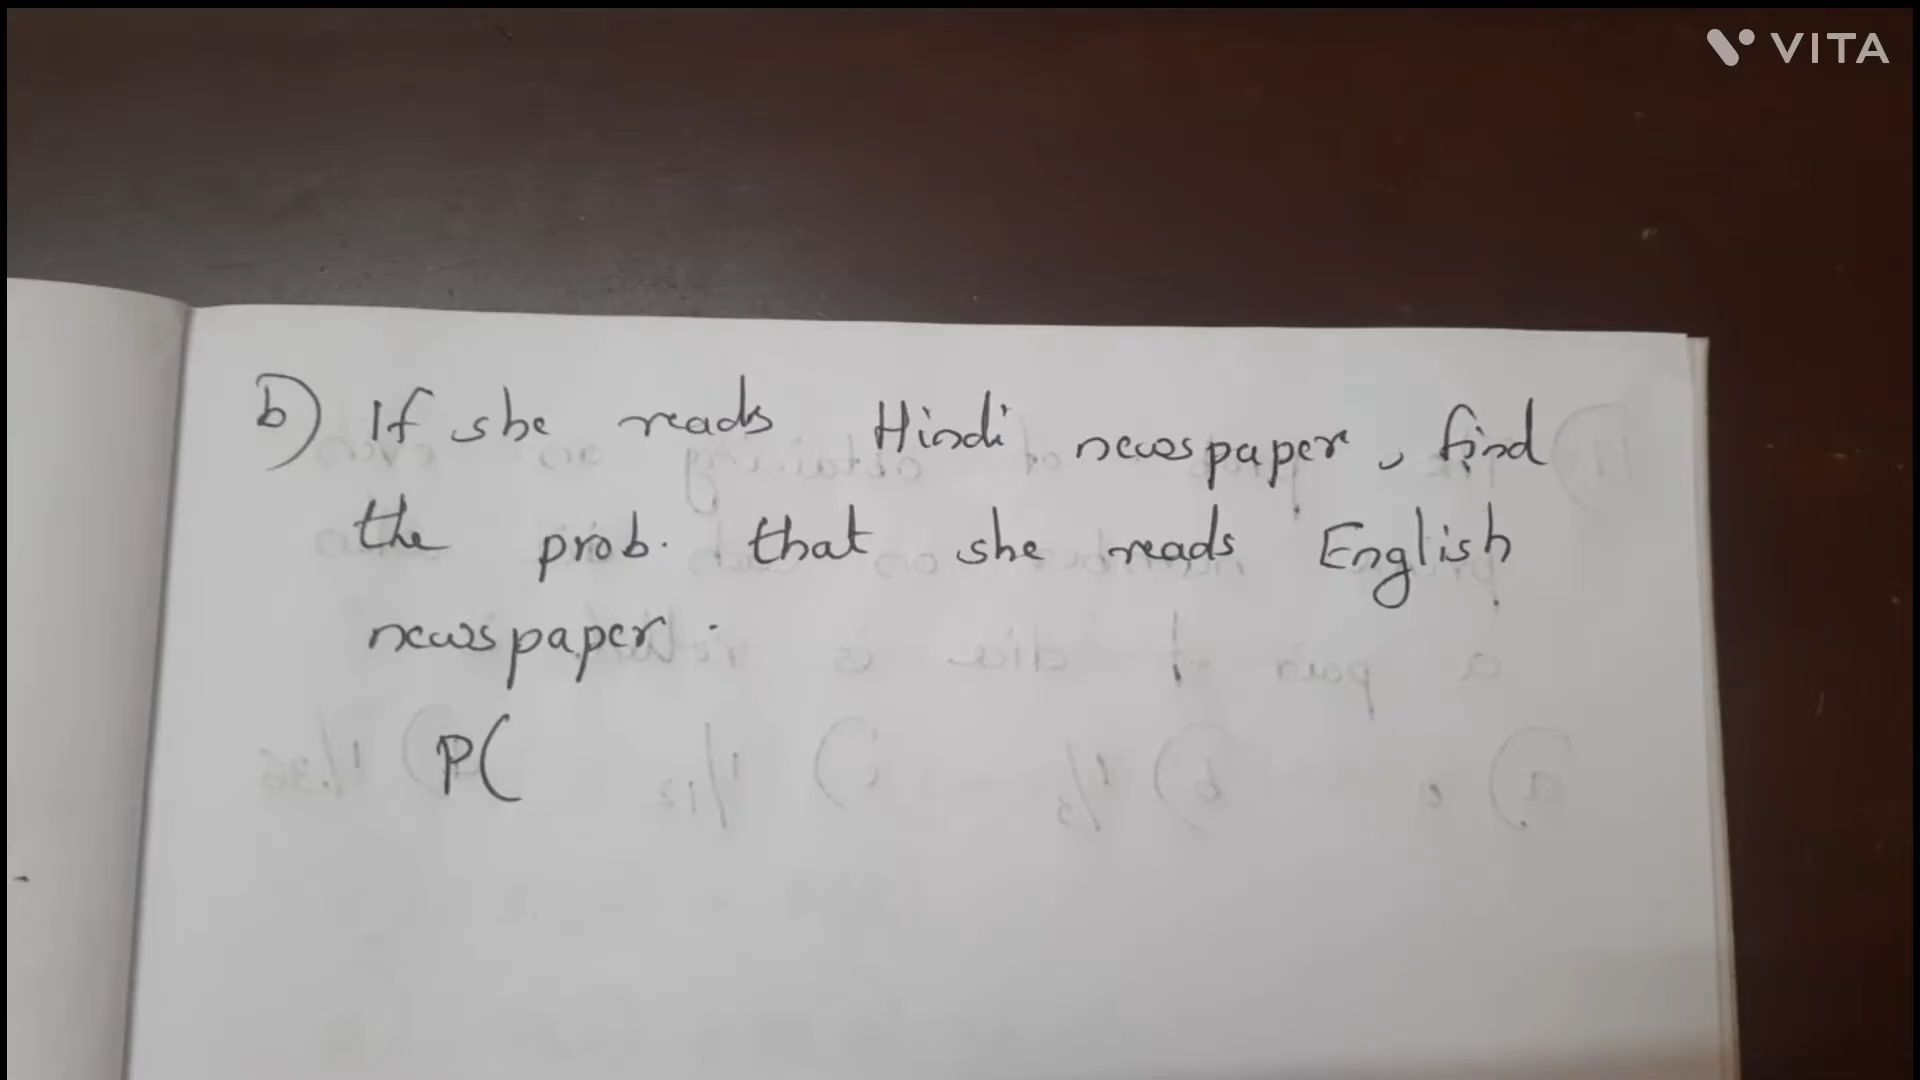 VITA
b) If she reads Hindi newspaper, find
the prob. that she reads English
newspaper.
P(